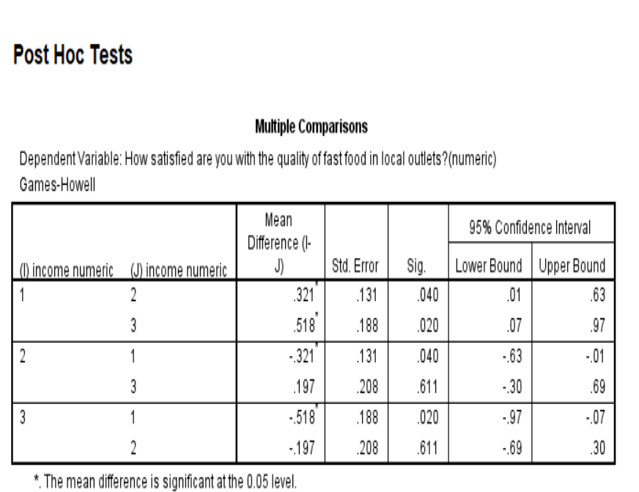 Post Hoc Tests
Multiple Comparisons
Dependent Variable: How satisfied are you with the quality of fast food in local outlets?(numeric)
Games-Howell
(I) income numeric (J) income numeric Mean Difference (I-J) Std. Error Sig. 95% Confidence Interval Lower Bound Upper Bound
1 2 .321* .131 .040 .01 .63
3 .518* .188 .020 .07 .97
2 1 -.321* .131 .040 -.63 -.01
3 .197 .208 .611 -.30 .69
3 1 -.518* .188 .020 -.97 -.07
2 -.197 .208 .611 -.69 .30
*. The mean difference is significant at the 0.05 level.